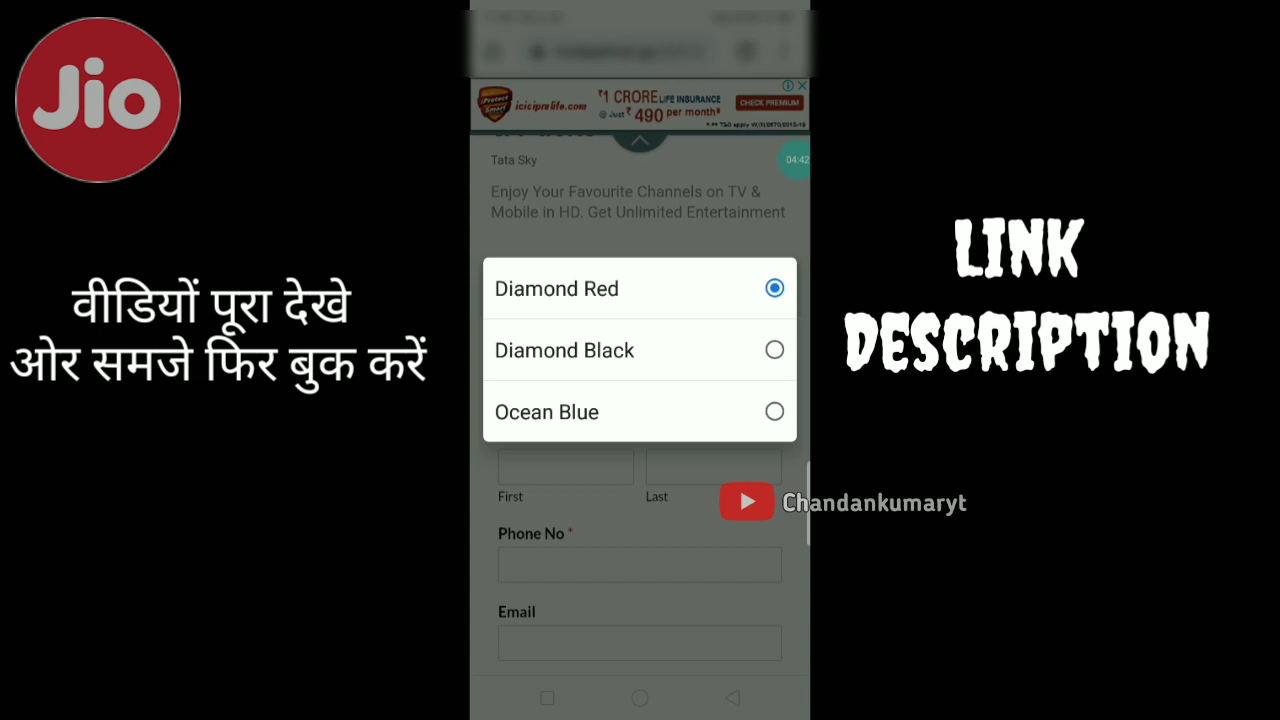 Jio
वीडियों पूरा देखे
ओर समजे फिर बुक करें
iProtect
Smart
iciciprulife.com
₹1 CRORE LIFE INSURANCE
@ Just ₹490 per month*
CHECK PREMIUM
Tata Sky
04:42
Enjoy Your Favourite Channels on TV &
Mobile in HD. Get Unlimited Entertainment
Diamond Red
Diamond Black
Ocean Blue
First
Last
Phone No *
Email
LINK
DESCRIPTION
Chandankumaryt